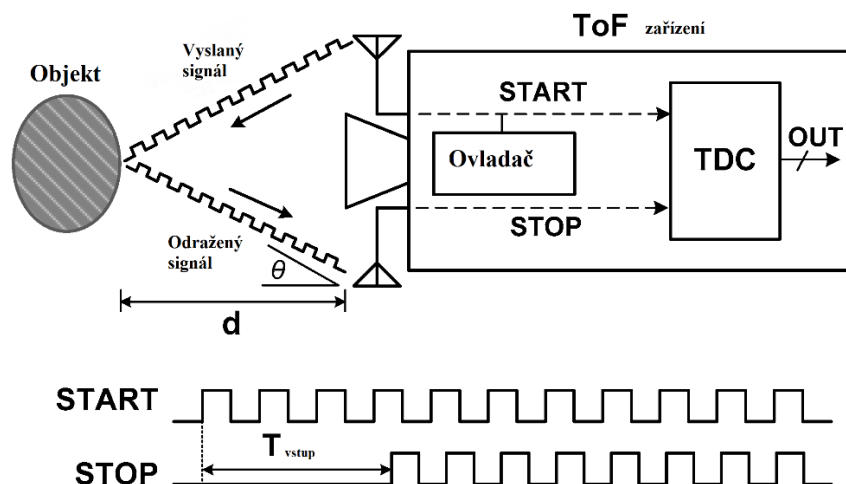 ToF zařízení
Vyslaný
signál
Objekt
START
Ovladač
TDC
OUT
STOP
Odražený
signál
θ
d
START
T vstup
STOP